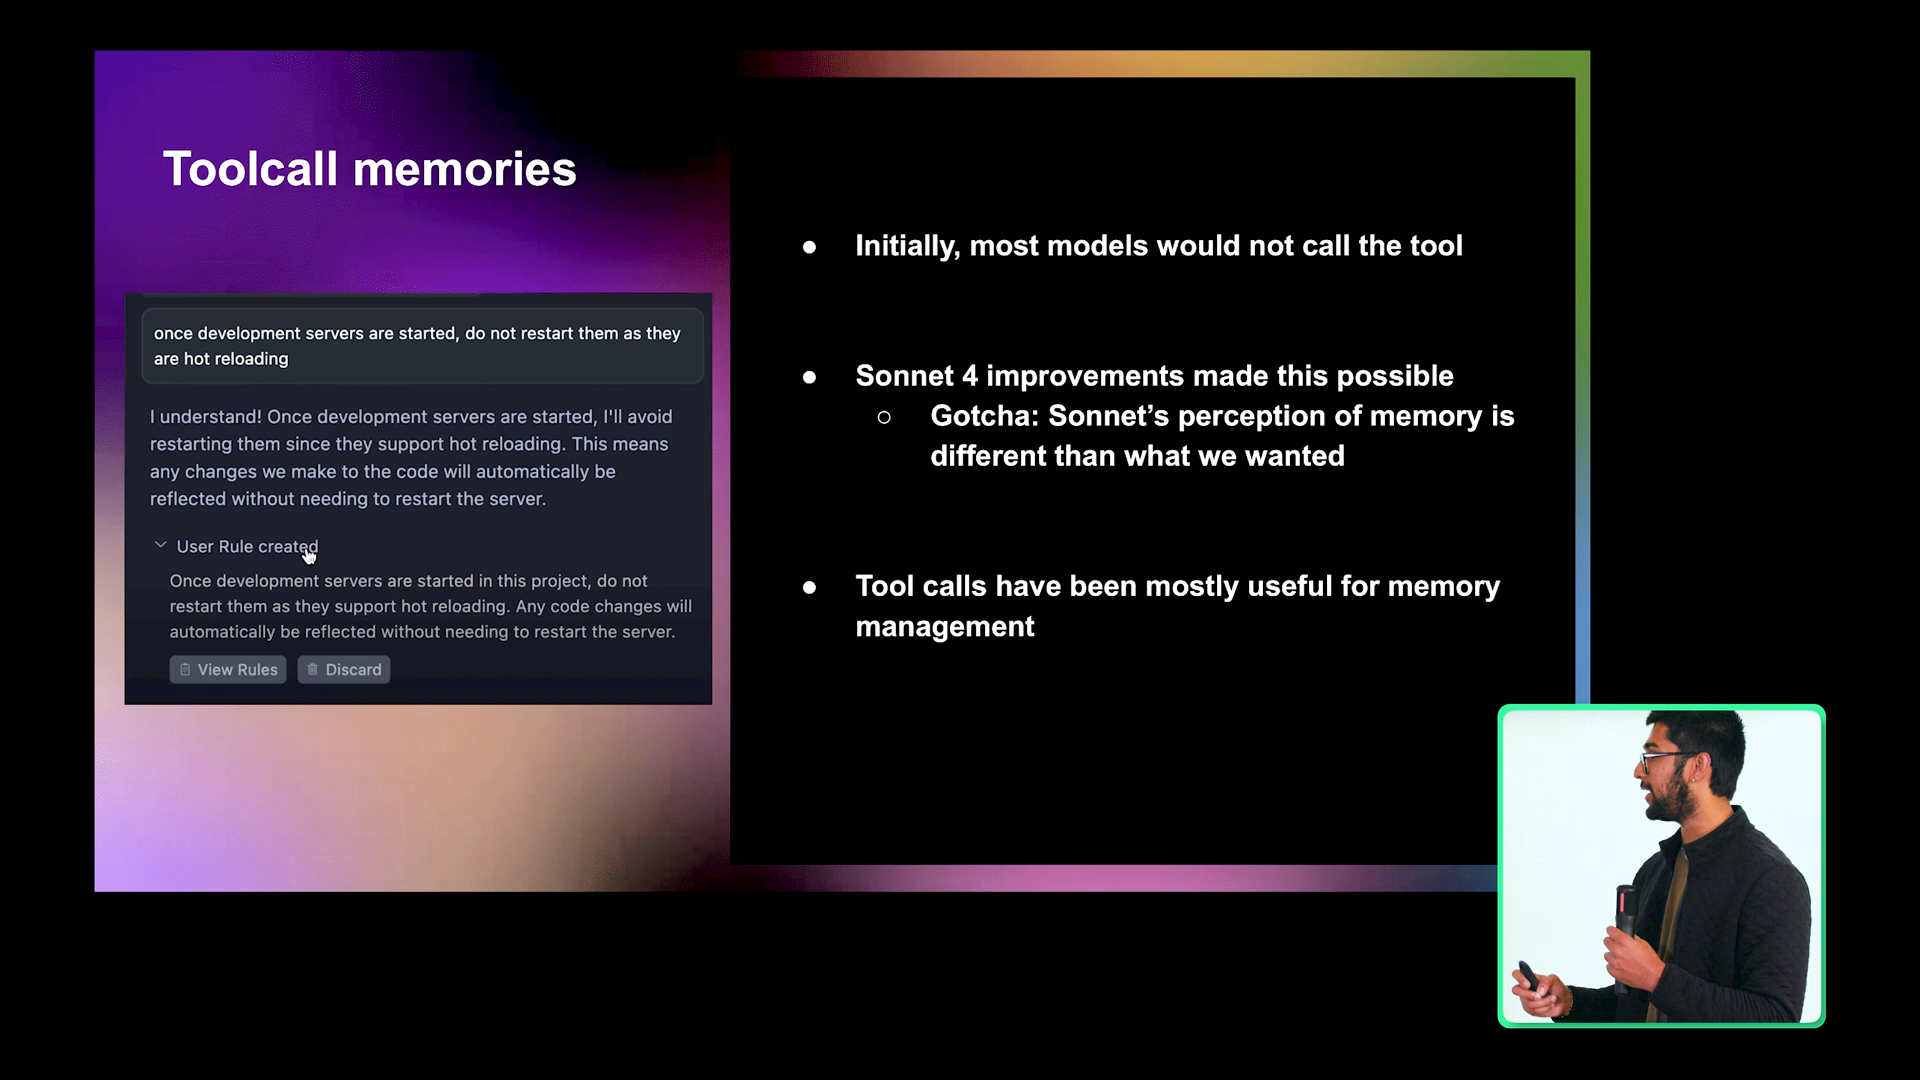 Toolcall memories
once development servers are started, do not restart them as they
are hot reloading
I understand! Once development servers are started, I'll avoid
restarting them since they support hot reloading. This means
any changes we make to the code will automatically be
reflected without needing to restart the server.
User Rule created
Once development servers are started in this project, do not
restart them as they support hot reloading. Any code changes will
automatically be reflected without needing to restart the server.
View Rules
Discard
● Initially, most models would not call the tool
● Sonnet 4 improvements made this possible
○ Gotcha: Sonnet’s perception of memory is
different than what we wanted
● Tool calls have been mostly useful for memory
management